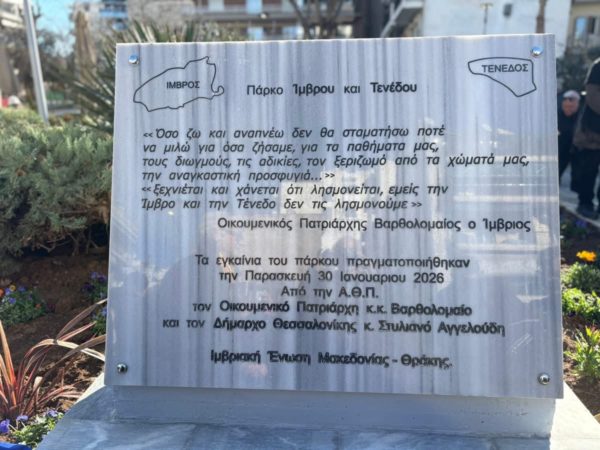 ΙΜΒΡΟΣ
ΤΕΝΕΔΟΣ
Πάρκο Ίμβρου και Τενέδου
<<Όσο ζω και αναπνέω δεν θα σταματήσω ποτέ
να μιλώ για όσα ζήσαμε, για τα παθήματα μας,
τους διωγμούς, τις αδικίες, τον ξεριζωμό από τα χώματά μας,
την αναγκαστική προσφυγιά...>>
<<ξεχνιέται και χάνεται ότι λησμονείται, εμείς την
Ίμβρο και την Τένεδο δεν τις λησμονούμε>>
Οικουμενικός Πατριάρχης Βαρθολομαίος ο Ίμβριος
Τα εγκαίνια του πάρκου πραγματοποιήθηκαν
την Παρασκευή 30 Ιανουαρίου 2026
Από την Α.Θ.Π.
τον Οικουμενικό Πατριάρχη κ.κ. Βαρθολομαίο
και τον Δήμαρχο Θεσσαλονίκης κ. Στυλιανό Αγγελούδη
Ιμβριακή Ένωση Μακεδονίας - Θράκης.